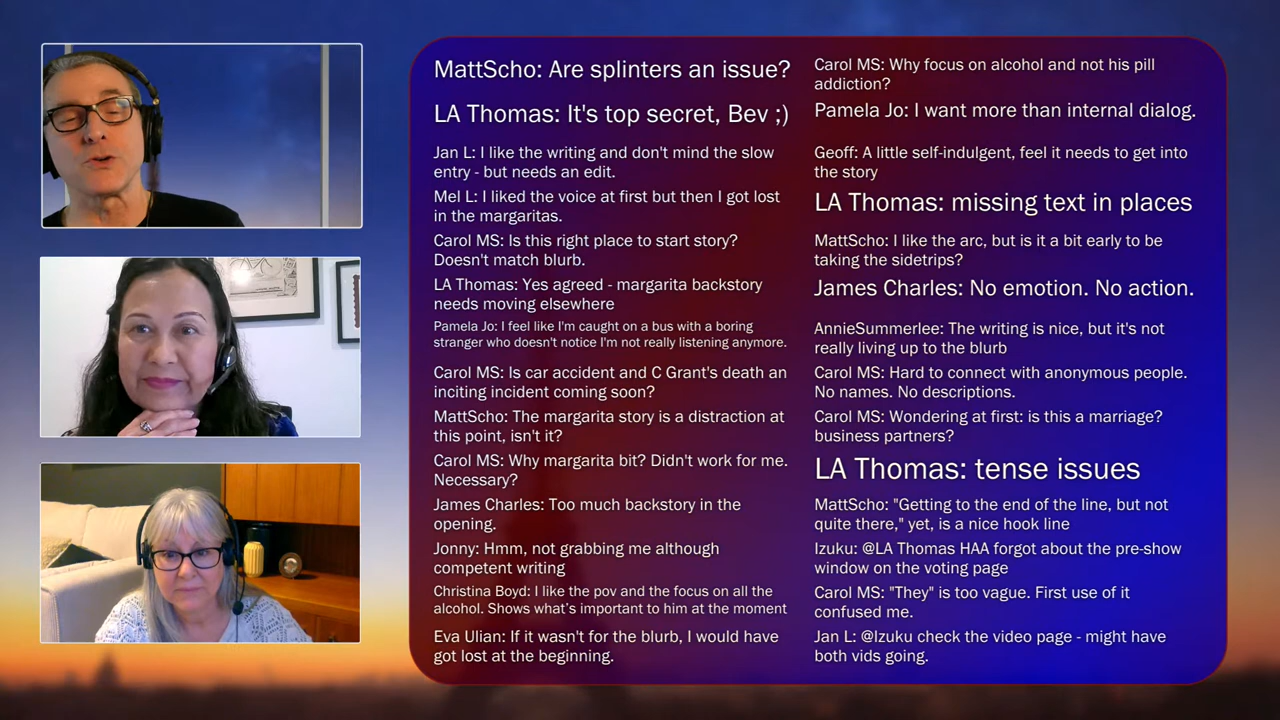 MattScho: Are splinters an issue?
LA Thomas: It's top secret, Bev ;)
Jan L: I like the writing and don't mind the slow
entry - but needs an edit.
Mel L: I liked the voice at first but then I got lost
in the margaritas.
Carol MS: Is this right place to start story?
Doesn't match blurb.
LA Thomas: Yes agreed - margarita backstory
needs moving elsewhere
Pamela Jo: I feel like I'm caught on a bus with a boring
stranger who doesn't notice I'm not really listening anymore.
Carol MS: Is car accident and C Grant's death an
inciting incident coming soon?
MattScho: The margarita story is a distraction at
this point, isn't it?
Carol MS: Why margarita bit? Didn't work for me.
Necessary?
James Charles: Too much backstory in the
opening.
Jonny: Hmm, not grabbing me although
competent writing
Christina Boyd: I like the pov and the focus on all the
alcohol. Shows what's important to him at the moment
Eva Ulian: If it wasn't for the blurb, I would have
got lost at the beginning.
Carol MS: Why focus on alcohol and not his pill
addiction?
Pamela Jo: I want more than internal dialog.
Geoff: A little self-indulgent, feel it needs to get into
the story
LA Thomas: missing text in places
MattScho: I like the arc, but is it a bit early to be
taking the sidetrips?
James Charles: No emotion. No action.
AnnieSummerlee: The writing is nice, but it's not
really living up to the blurb
Carol MS: Hard to connect with anonymous people.
No names. No descriptions.
Carol MS: Wondering at first: is this a marriage?
business partners?
LA Thomas: tense issues
MattScho: "Getting to the end of the line, but not
quite there," yet, is a nice hook line
Izuku: @LA Thomas HAA forgot about the pre-show
window on the voting page
Carol MS: "They" is too vague. First use of it
confused me.
Jan L: @Izuku check the video page - might have
both vids going.